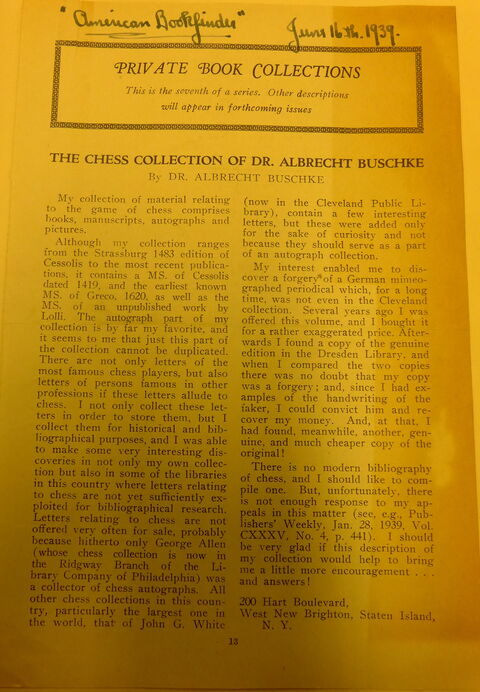 "American Bookfinder" June 16th. 1939.
PRIVATE BOOK COLLECTIONS
This is the seventh of a series. Other descriptions
will appear in forthcoming issues
THE CHESS COLLECTION OF DR. ALBRECHT BUSCHKE
By DR. ALBRECHT BUSCHKE
My collection of material relating
to the game of chess comprises
books, manuscripts, autographs and
pictures.
Although my collection ranges
from the Strassburg 1483 edition of
Cessolis to the most recent publica-
tions, it contains a MS. of Cessolis
dated 1419, and the earliest known
MS. of Greco, 1620, as well as the
MS. of an unpublished work by
Lolli. The autograph part of my
collection is by far my favorite, and
it seems to me that just this part of
the collection cannot be duplicated.
There are not only letters of the
most famous chess players, but also
letters of persons famous in other
professions if these letters allude to
chess. I not only collect these let-
ters in order to store them, but I
collect them for historical and bib-
liographical purposes, and I was able
to make some very interesting dis-
coveries in not only my own collec-
tion but also in some of the libraries
in this country where letters relating
to chess are not yet sufficiently ex-
ploited for bibliographical research.
Letters relating to chess are not
offered very often for sale, probably
because hitherto only George Allen
(whose chess collection is now in
the Ridgway Branch of the Li-
brary Company of Philadelphia) was
a collector of chess autographs. All
other chess collections in this coun-
try, particularly the largest one in
the world, that of John G. White
(now in the Cleveland Public Li-
brary), contain a few interesting
letters, but these were added only
for the sake of curiosity and not
because they should serve as a part
of an autograph collection.
My interest enabled me to dis-
cover a forgery of a German mimeo-
graphed periodical which, for a long
time, was not even in the Cleveland
collection. Several years ago I was
offered this volume, and I bought it
for a rather exaggerated price. After-
wards I found a copy of the genuine
edition in the Dresden Library, and
when I compared the two copies
there was no doubt that my copy
was a forgery; and, since I had ex-
amples of the handwriting of the
faker, I could convict him and re-
cover my money. And, at that, I
had found, meanwhile, another, gen-
uine, and much cheaper copy of the
original!
There is no modern bibliography
of chess, and I should like to com-
pile one. But, unfortunately, there
is not enough response to my ap-
peals in this matter (see, e.g., Pub-
lishers' Weekly, Jan. 28, 1939, Vol.
CXXXV, No. 4, p. 441). I should
be very glad if this description of
my collection would help to bring
me a little more encouragement . . .
and answers!
200 Hart Boulevard,
West New Brighton, Staten Island,
N. Y.
13